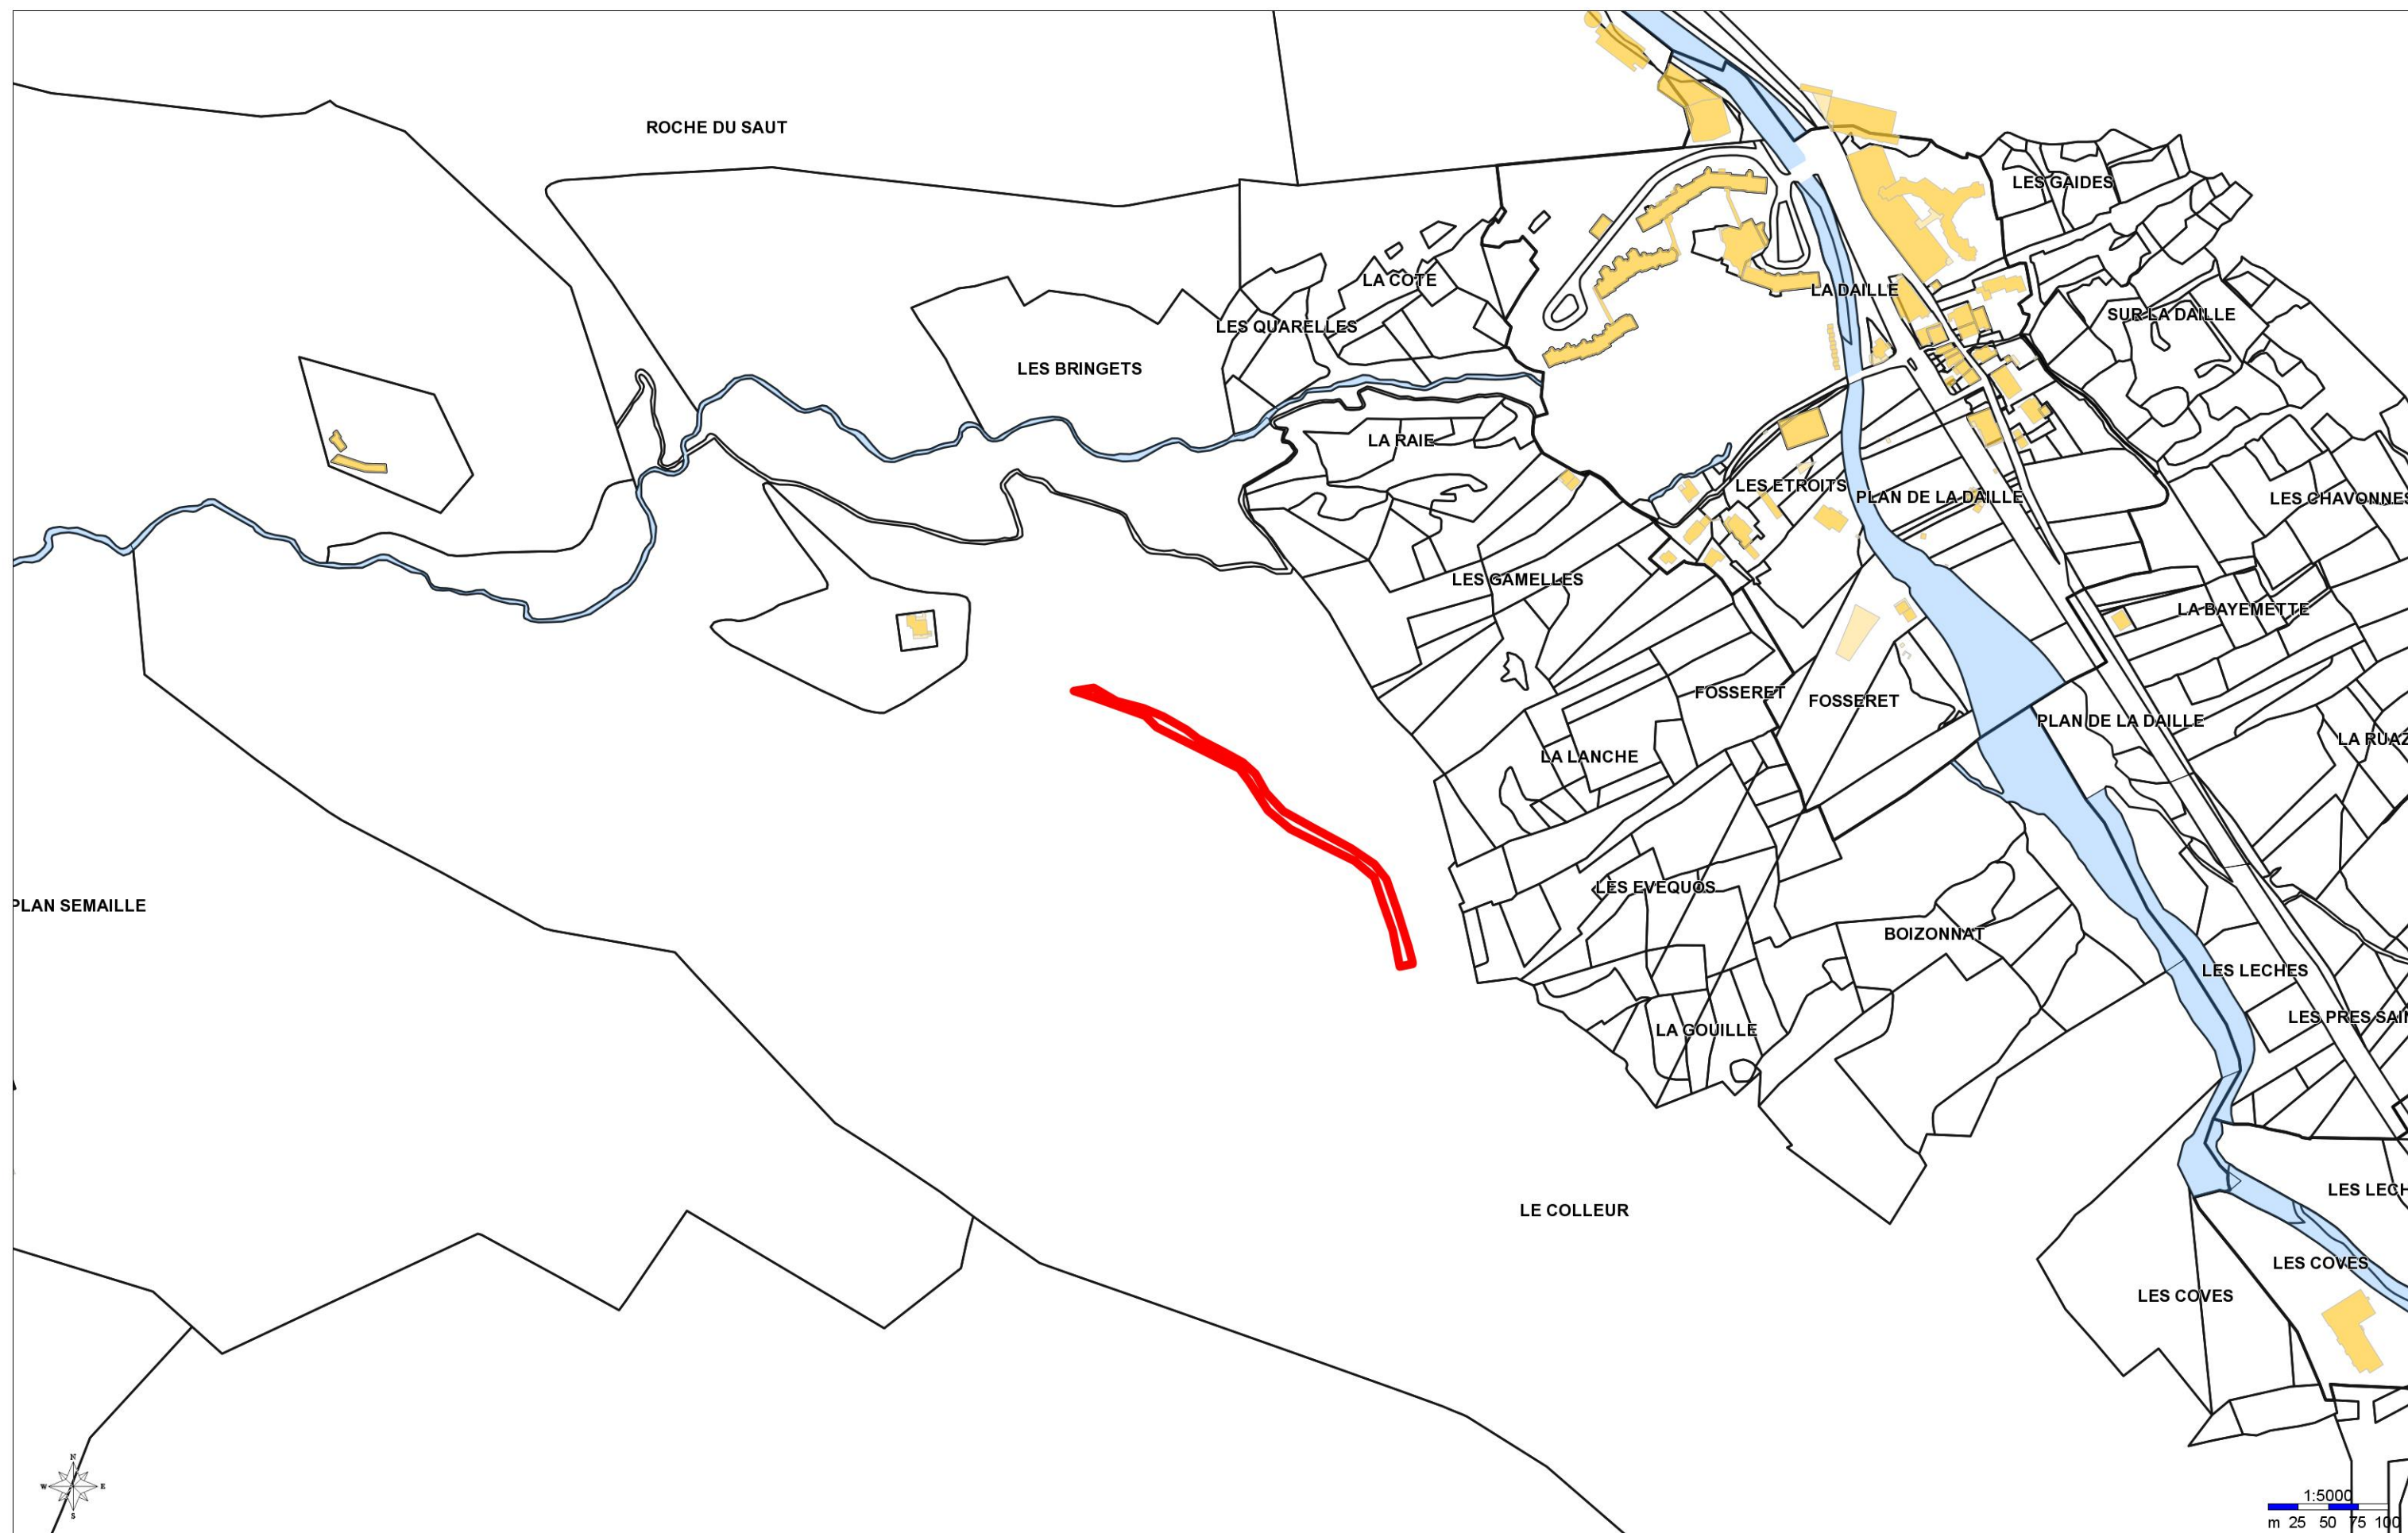 ROCHE DU SAUT
LES GAIDES
LA COTE
LA DAILLE
LES QUARELLES
SUR LA DAILLE
LES BRINGETS
LA RAIE
LES ETROITS
PLAN DE LA DAILLE
LES CHAVONNES
LES GAMELLES
LA BAYEMETTE
FOSSERET
FOSSERET
PLAN DE LA DAILLE
LA RUAZ
LA LANCHE
LES EVEQUOS
PLAN SEMAILLE
BOIZONNAT
LES LECHES
LES PRES SAIN
LA GOUILLE
LES LECH
LE COLLEUR
LES COVES
LES COVES
N
W E
S
1:5000
m 25 50 75 100